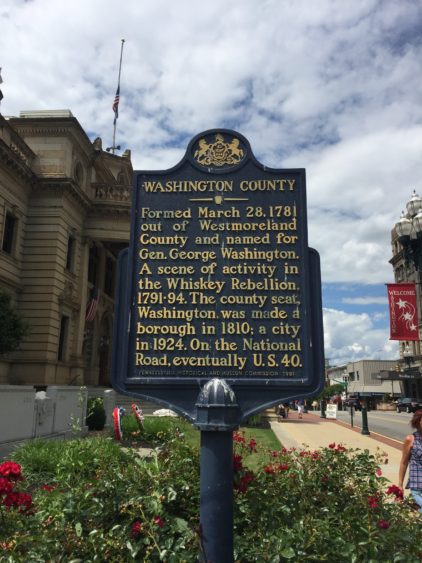 WASHINGTON COUNTY
Formed March 28, 1781
out of Westmoreland
County and named for
Gen. George Washington.
A scene of activity in
the Whiskey Rebellion,
1791-94. The county seat,
Washington, was made a
borough in 1810; a city
in 1924. On the National
Road, eventually U.S. 40.
PENNSYLVANIA HISTORICAL AND MUSEUM COMMISSION 1981
WELCOME